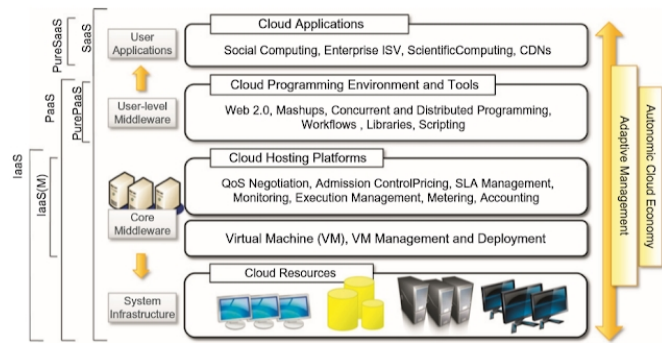 Cloud Applications
User
Applications
Social Computing, Enterprise ISV, ScientificComputing, CDNs
Cloud Programming Environment and Tools
User-level
Middleware
Web 2.0, Mashups, Concurrent and Distributed Programming,
Workflows , Libraries, Scripting
Cloud Hosting Platforms
QoS Negotiation, Admission ControlPricing, SLA Management,
Monitoring, Execution Management, Metering, Accounting
Core
Middleware
Virtual Machine (VM), VM Management and Deployment
Cloud Resources
System
Infrastructure
PureSaaS
SaaS
PaaS
PurePaaS
IaaS
IaaS(M)
Adaptive Management
Autonomic Cloud Economy